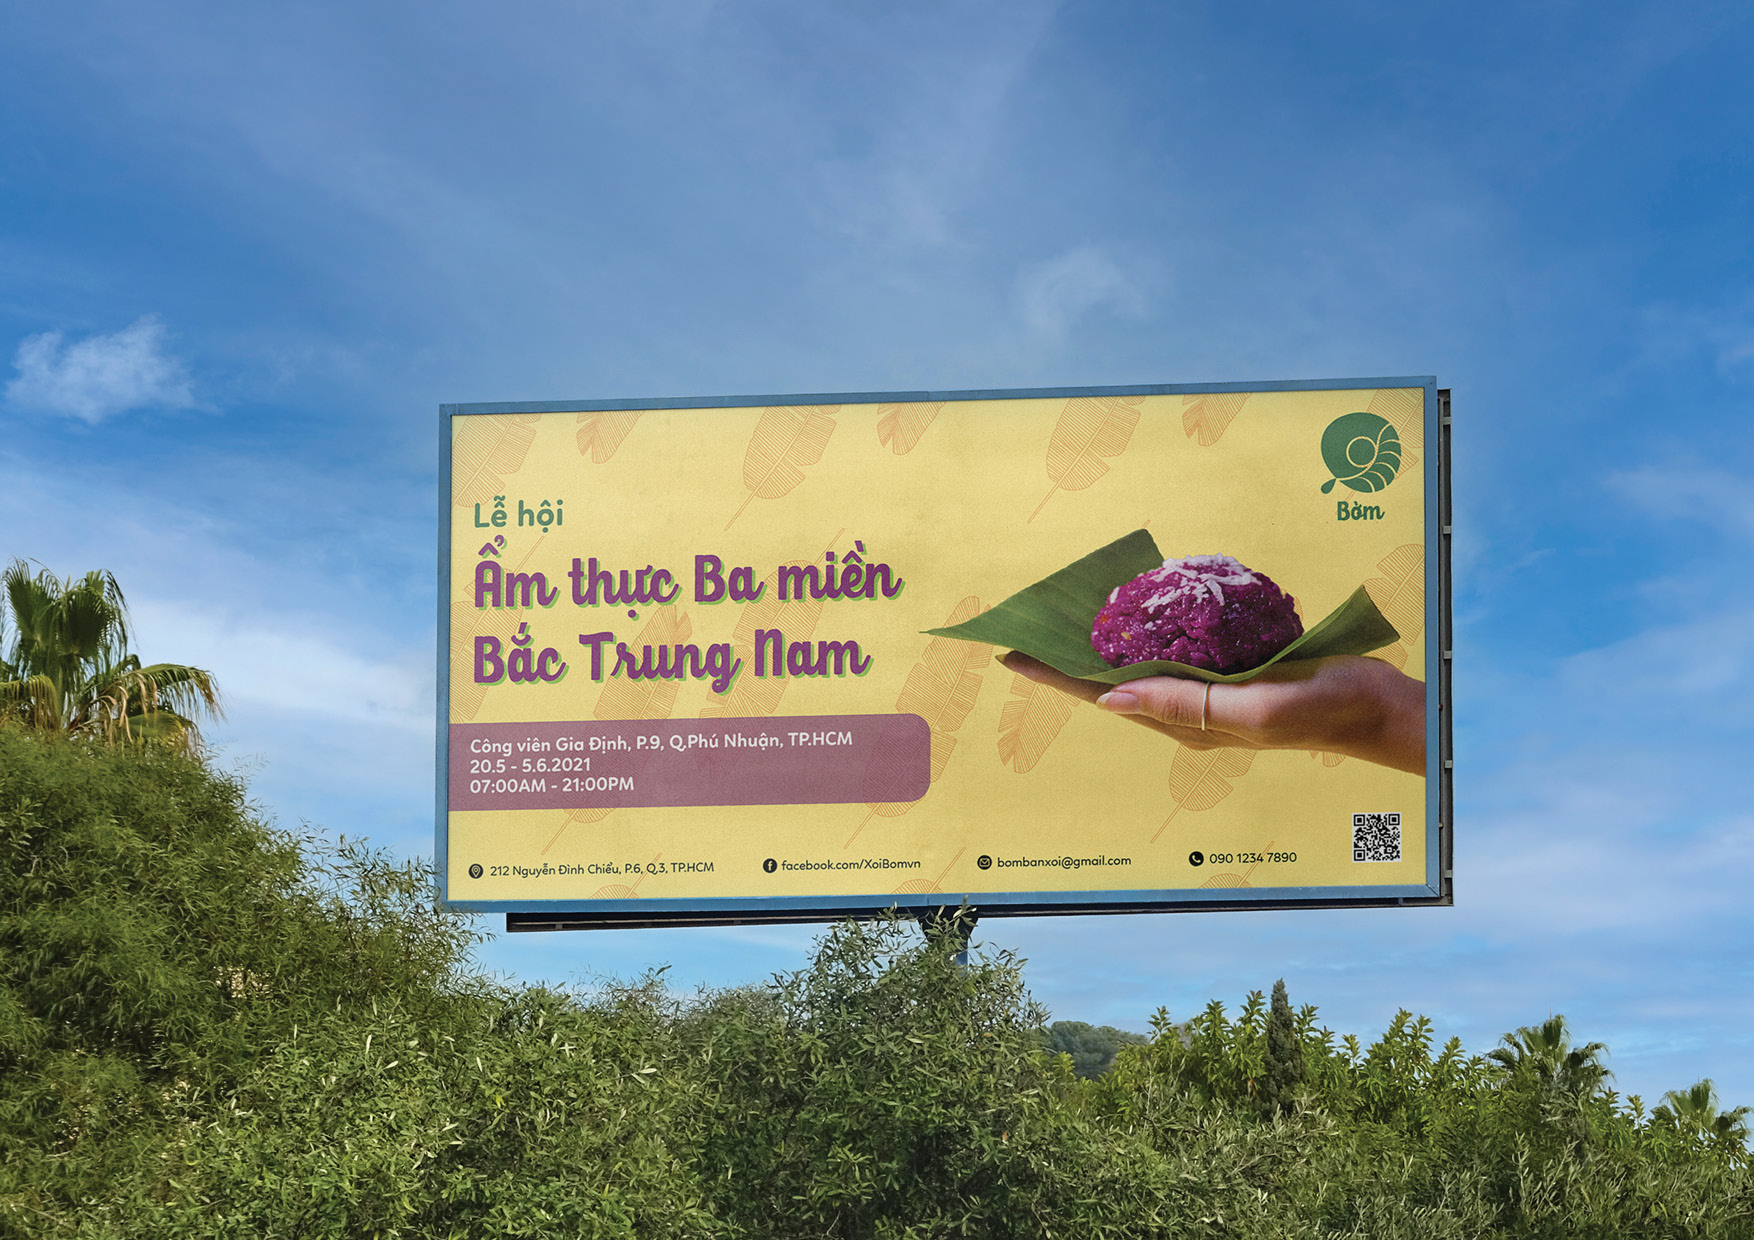 Bờm
Lễ hội
Ẩm thực Ba miền
Bắc Trung Nam
Công viên Gia Định, P.9, Q.Phú Nhuận, TP.HCM
20.5 - 5.6.2021
07:00AM - 21:00PM
212 Nguyễn Đình Chiểu, P.6, Q.3, TP.HCM
facebook.com/XoiBomvn
bombanxoi@gmail.com
090 1234 7890